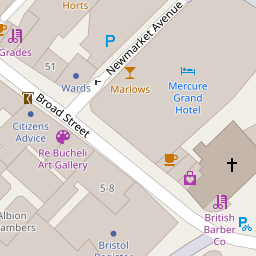 Horts
Grades
P
Newmarket Avenue
51
Wards
Marlows
Mercure
Grand
Hotel
Broad Street
Citizens
Advice
Re Bucheli
Art Gallery
5-8
British
Barber
Co
P
Albion
Chambers
Bristol